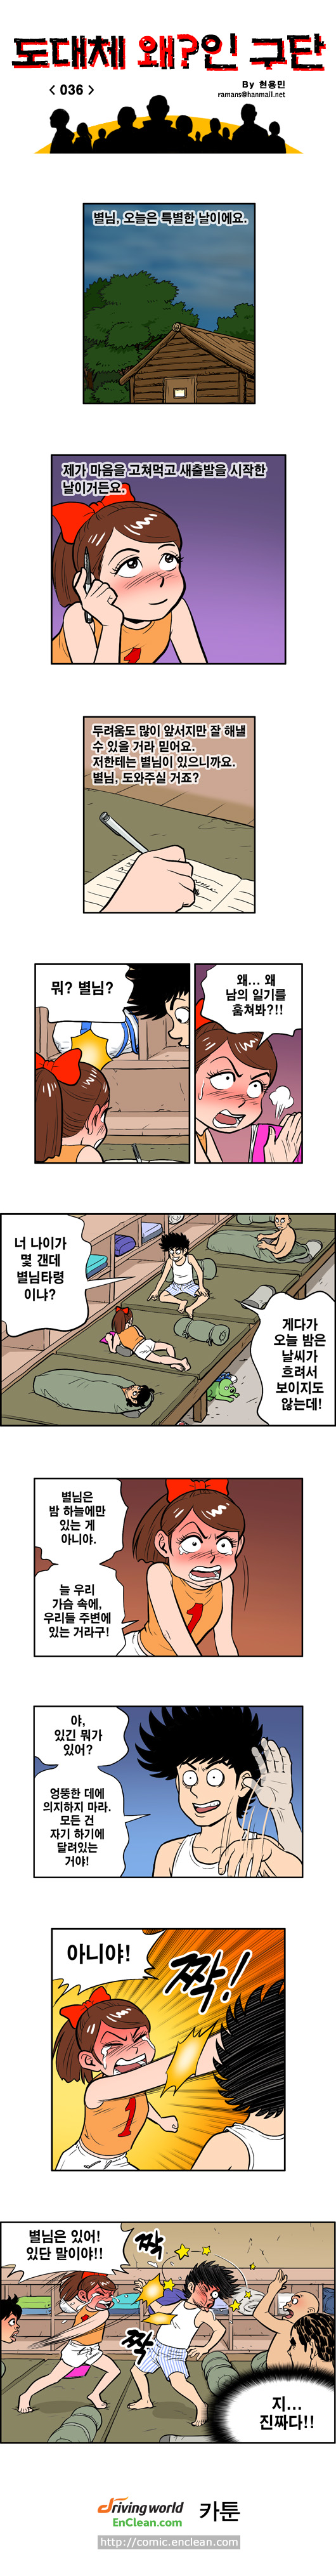 도대체 왜?인 구단
< 036 >
By 현용민
ramans@hanmail.net
별님, 오늘은 특별한 날이에요.
제가 마음을 고쳐먹고 새출발을 시작한
날이거든요.
두려움도 많이 앞서지만 잘 해낼
수 있을 거라 믿어요.
저한테는 별님이 있으니까요.
별님, 도와주실 거죠?
뭐? 별님?
왜... 왜
남의 일기를
훔쳐봐?!!
너 나이가
몇 갠데
별님타령
이냐?
게다가
오늘 밤은
날씨가
흐려서
보이지도
않는데!
별님은
밤 하늘에만
있는 게
아니야.
늘 우리
가슴 속에,
우리들 주변에
있는 거라구!
1
야,
있긴 뭐가
있어?
엉뚱한 데에
의지하지 마라.
모든 건
자기 하기에
달려있는
거야!
아니야!
짝!
1
별님은 있어!
있단 말이야!!
짝
짝
지...
진짜다!!
drivingworld
EnClean.com
카툰
http://comic.enclean.com